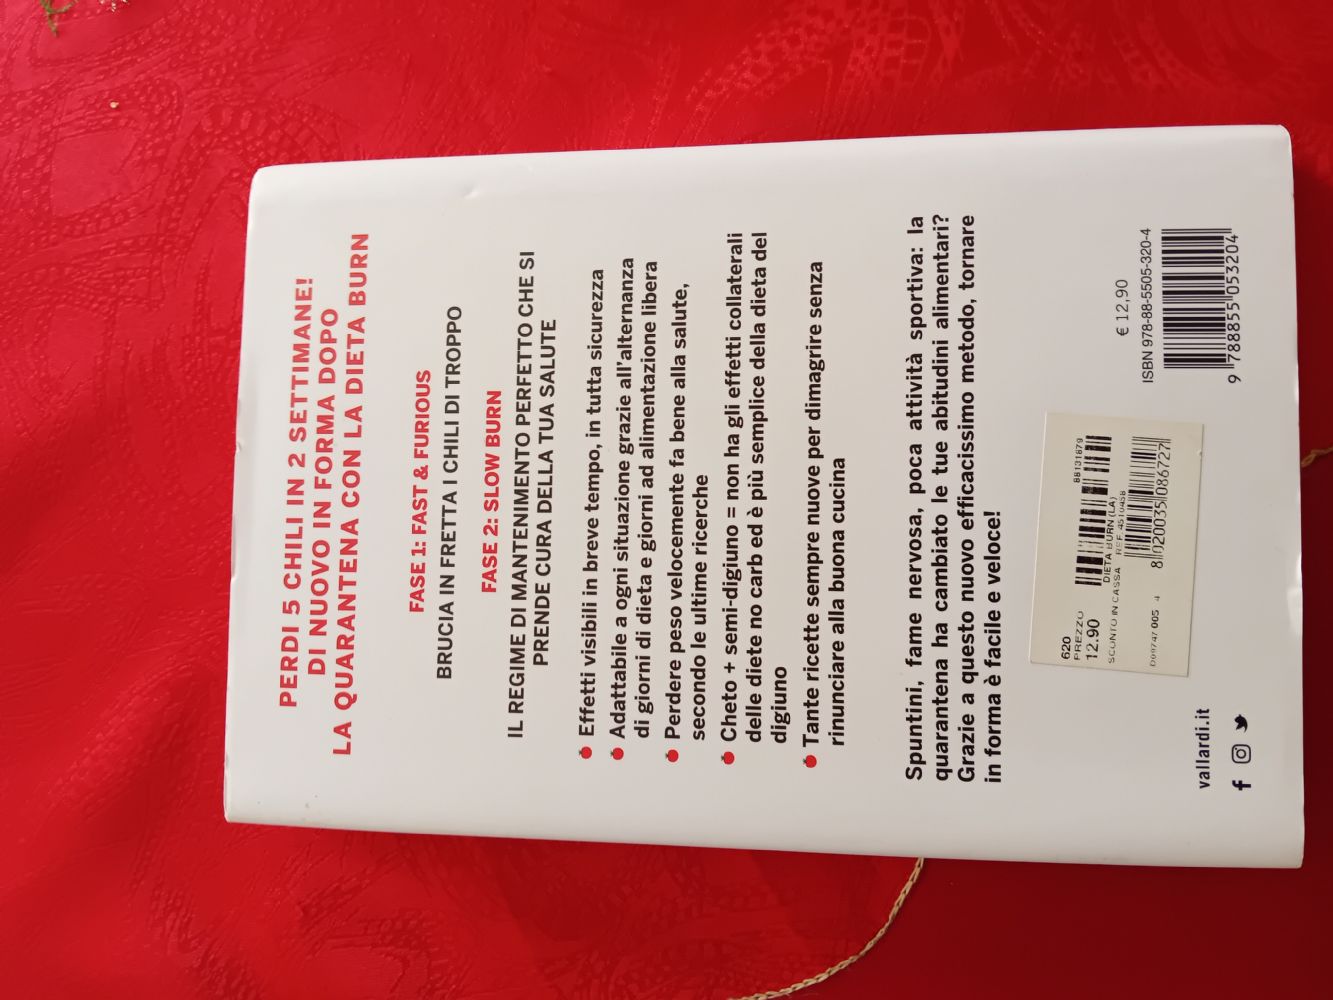 PERDI 5 CHILI IN 2 SETTIMANE!
DI NUOVO IN FORMA DOPO
LA QUARANTENA CON LA DIETA BURN
FASE 1: FAST & FURIOUS
BRUCIA IN FRETTA I CHILI DI TROPPO
FASE 2: SLOW BURN
IL REGIME DI MANTENIMENTO PERFETTO CHE SI
PRENDE CURA DELLA TUA SALUTE
Effetti visibili in breve tempo, in tutta sicurezza
Adattabile a ogni situazione grazie all'alternanza
di giorni di dieta e giorni ad alimentazione libera
Perdere peso velocemente fa bene alla salute,
secondo le ultime ricerche
Cheto + semi-digiuno = non ha gli effetti collaterali
delle diete no carb ed è più semplice della dieta del
digiuno
Tante ricette sempre nuove per dimagrire senza
rinunciare alla buona cucina
Spuntini, fame nervosa, poca attività sportiva: la
quarantena ha cambiato le tue abitudini alimentari?
Grazie a questo nuovo efficacissimo metodo, tornare
in forma è facile e veloce!
vallardi.it
620
PREZZO
12.90
88131879
DIETA BURN (LA)
SCONTO IN CASSA REF.4510458
8020035086727
D09747 005 4
€ 12,90
ISBN 978-88-5505-320-4
9 788855 053204